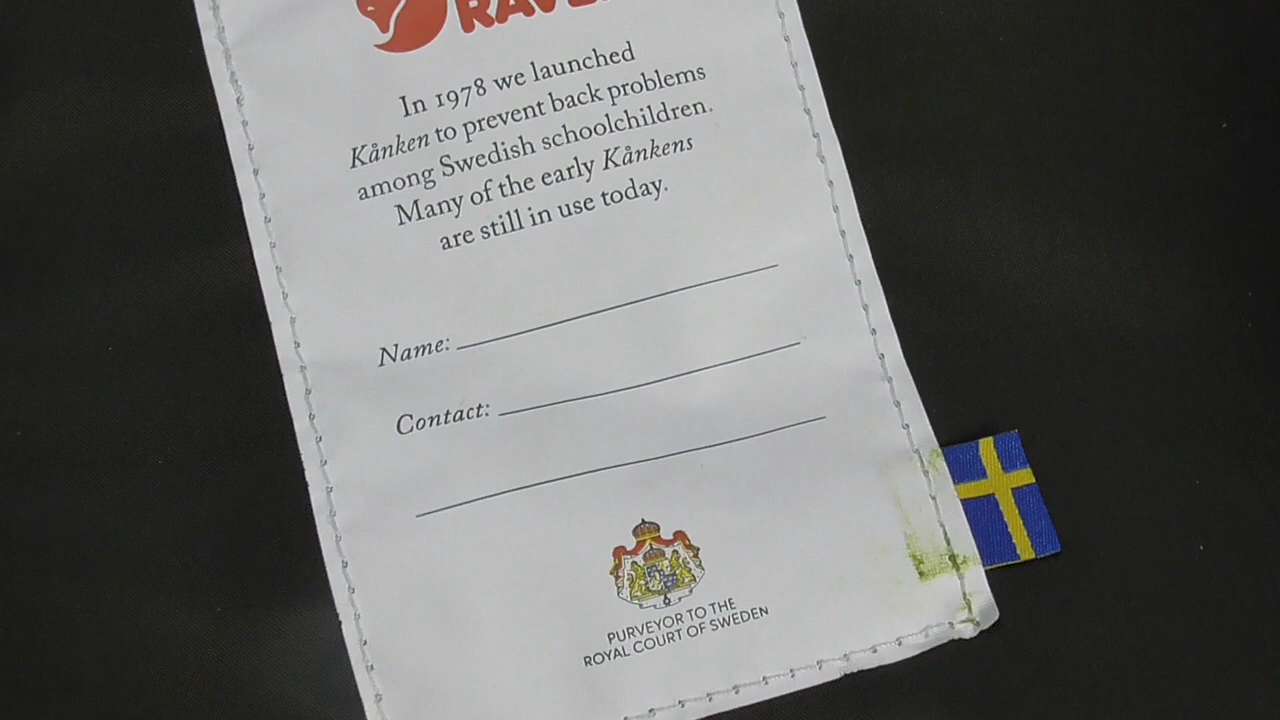 In 1978 we launched
Kånken to prevent back problems
among Swedish schoolchildren.
Many of the early Kånkens
are still in use today.
Name:
Contact:
PURVEYOR TO THE
ROYAL COURT OF SWEDEN